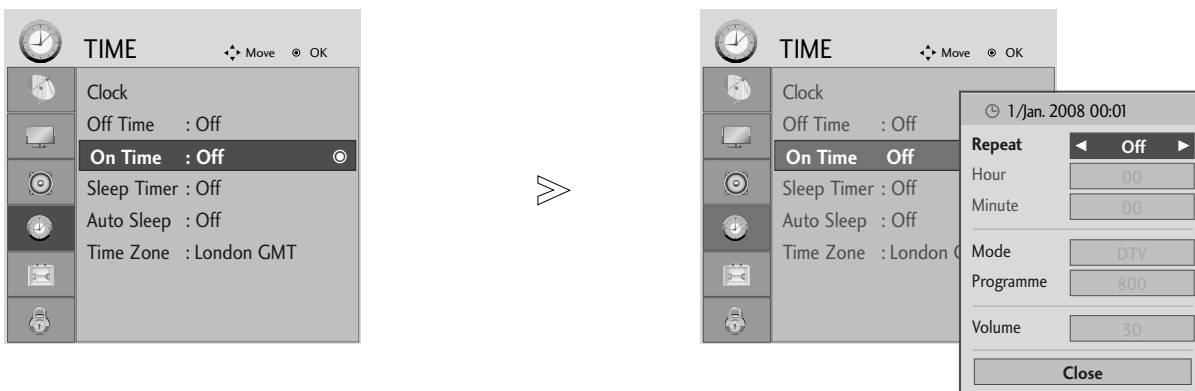 TIME Move OK
Clock
Off Time : Off
On Time : Off
Sleep Timer : Off
Auto Sleep : Off
Time Zone : London GMT
TIME Move OK
Clock
Off Time : Off
On Time Off
Sleep Timer : Off
Auto Sleep : Off
Time Zone : London
1/Jan. 2008 00:01
Repeat ◄ Off ►
Hour 00
Minute 00
Mode DTV
Programme 800
Volume 30
Close